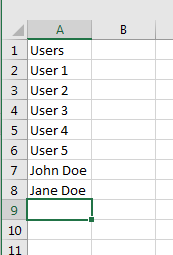 A B
1 Users
2 User 1
3 User 2
4 User 3
5 User 4
6 User 5
7 John Doe
8 Jane Doe
9
10
11